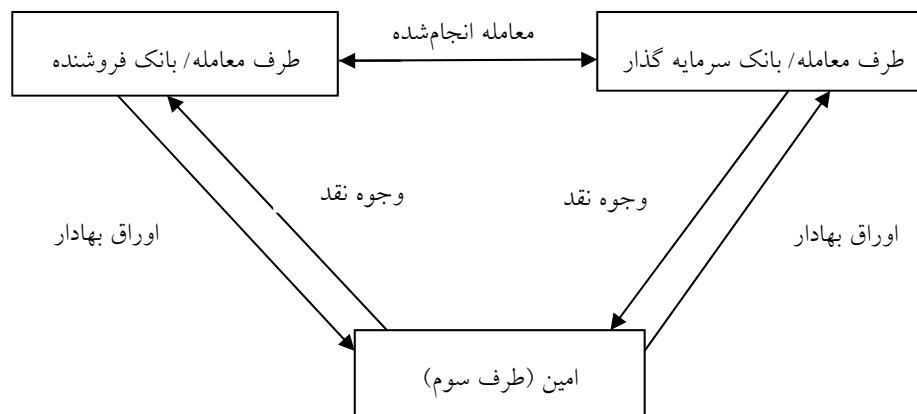 معامله انجام‌شده
طرف معامله/ بانک سرمایه گذار
طرف معامله/ بانک فروشنده
وجوه نقد
وجوه نقد
اوراق بهادار
اوراق بهادار
امین (طرف سوم)